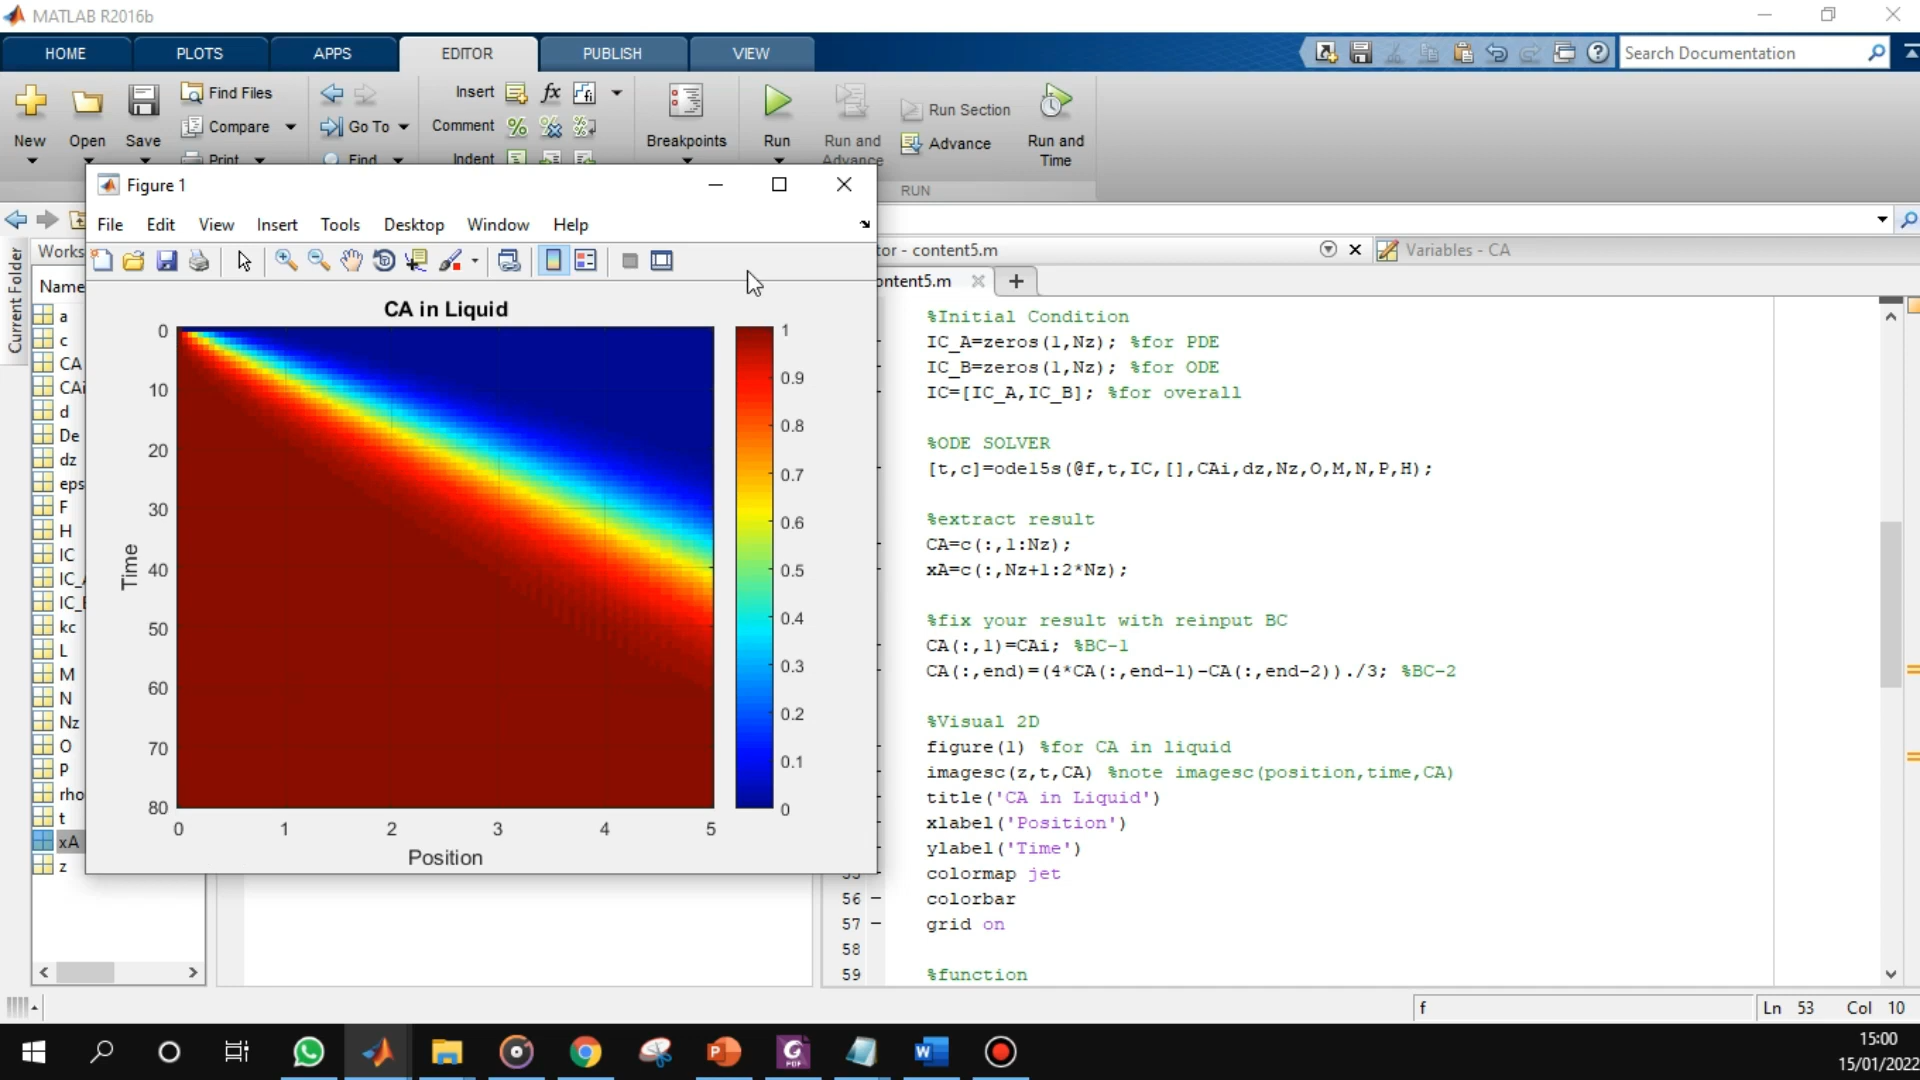 MATLAB R2016b
HOME
PLOTS
APPS
EDITOR
PUBLISH
VIEW
Search Documentation
New
Open
Save
Find Files
Compare
Print
Go To
Find
Insert
fx
fi
Comment
Indent
Breakpoints
Run
Run and
Advance
Run Section
Advance
Run and
Time
RUN
Figure 1
File Edit View Insert Tools Desktop Window Help
Current Folder
Works
Name
a
c
CA
CAi
d
De
dz
eps
F
H
IC
IC_
IC_
kc
L
M
N
Nz
O
P
rho
t
xA
z
CA in Liquid
Time
0
10
20
30
40
50
60
70
80
0 1 2 3 4 5
Position
1
0.9
0.8
0.7
0.6
0.5
0.4
0.3
0.2
0.1
0
tor - content5.m
Variables - CA
ontent5.m
%Initial Condition
IC_A=zeros(1,Nz); %for PDE
IC_B=zeros(1,Nz); %for ODE
IC=[IC_A,IC_B]; %for overall
%ODE SOLVER
[t,c]=ode15s(@f,t,IC,[],CAi,dz,Nz,O,M,N,P,H);
%extract result
CA=c(:,1:Nz);
xA=c(:,Nz+1:2*Nz);
%fix your result with reinput BC
CA(:,1)=CAi; %BC-1
CA(:,end)=(4*CA(:,end-1)-CA(:,end-2))./3; %BC-2
%Visual 2D
figure(1) %for CA in liquid
imagesc(z,t,CA) %note imagesc(position,time,CA)
title('CA in Liquid')
xlabel('Position')
ylabel('Time')
colormap jet
56 colorbar
57 grid on
58
59 %function
f
Ln 53 Col 10
15:00
15/01/2022